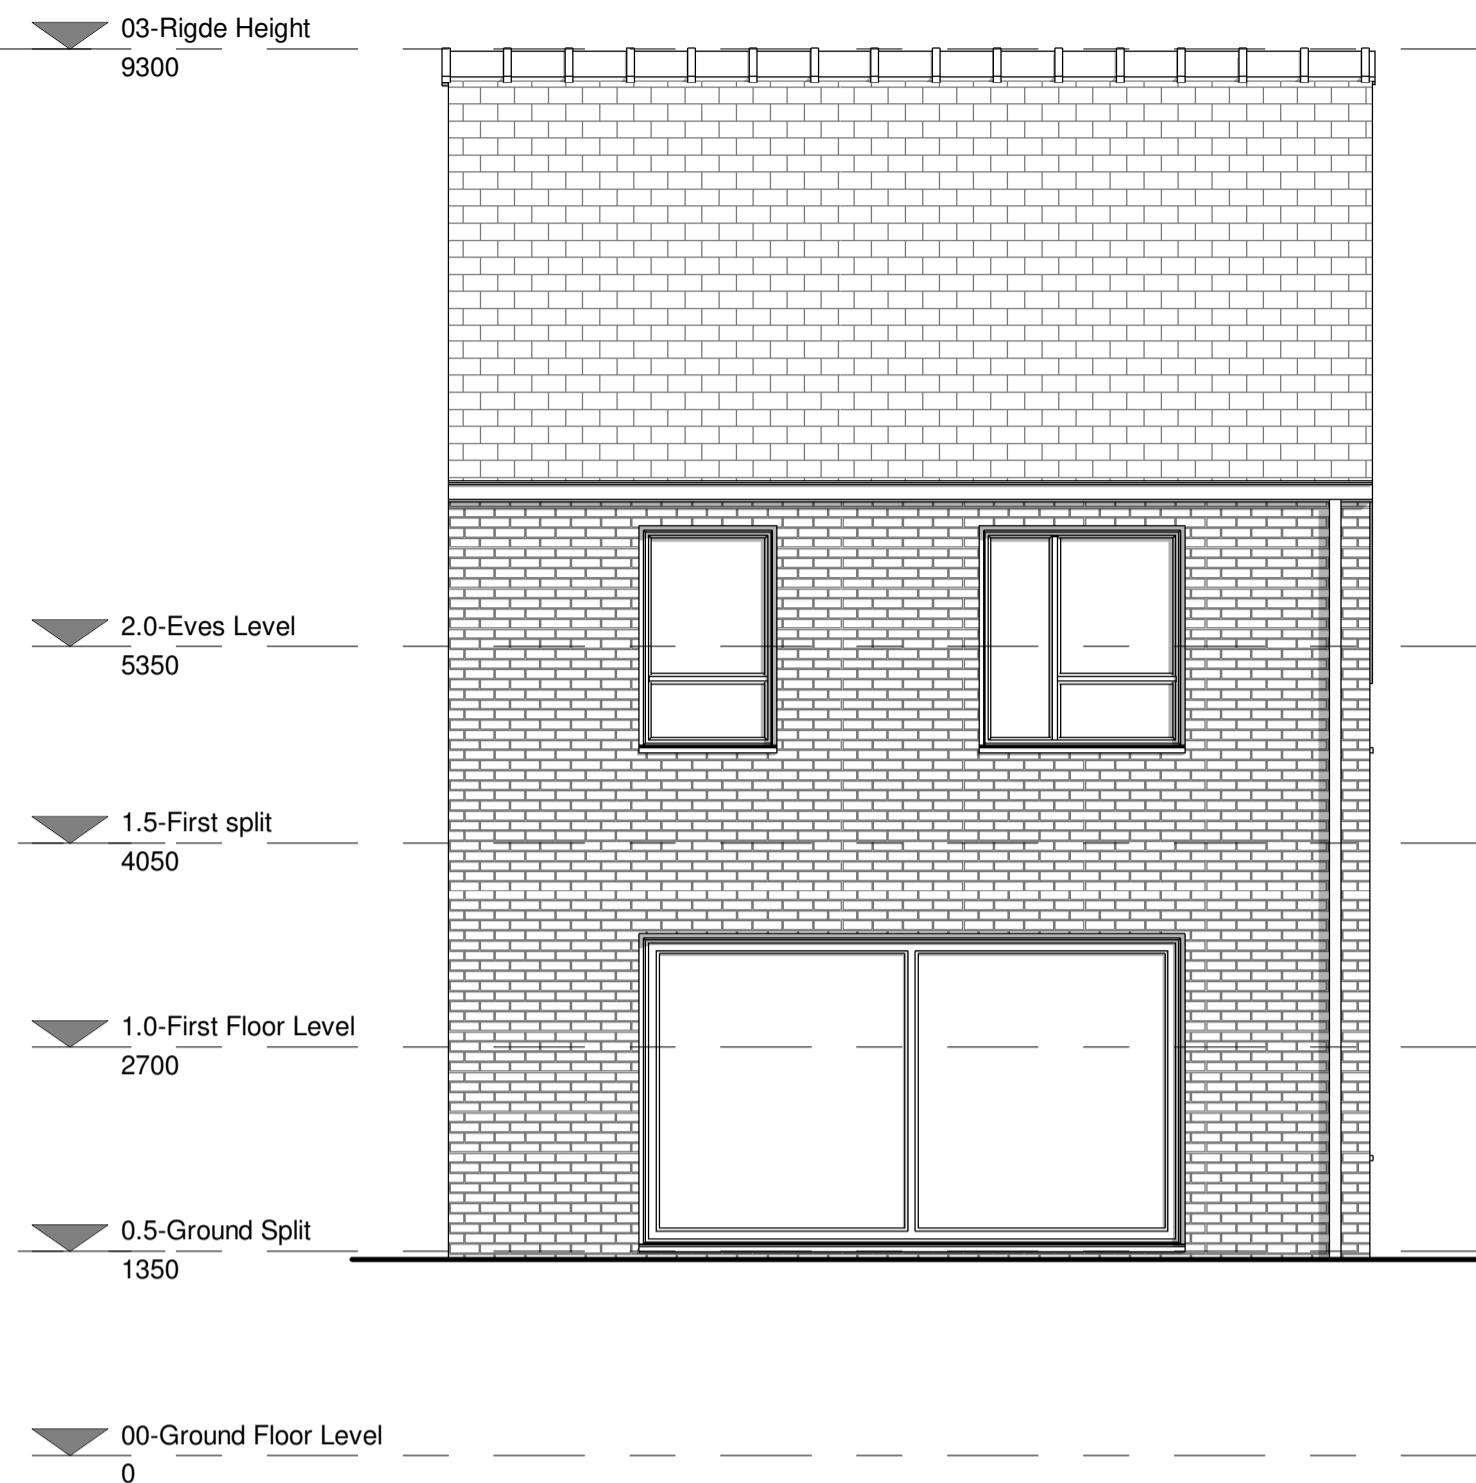 03-Rigde Height
9300
2.0-Eves Level
5350
1.5-First split
4050
1.0-First Floor Level
2700
0.5-Ground Split
1350
00-Ground Floor Level
0